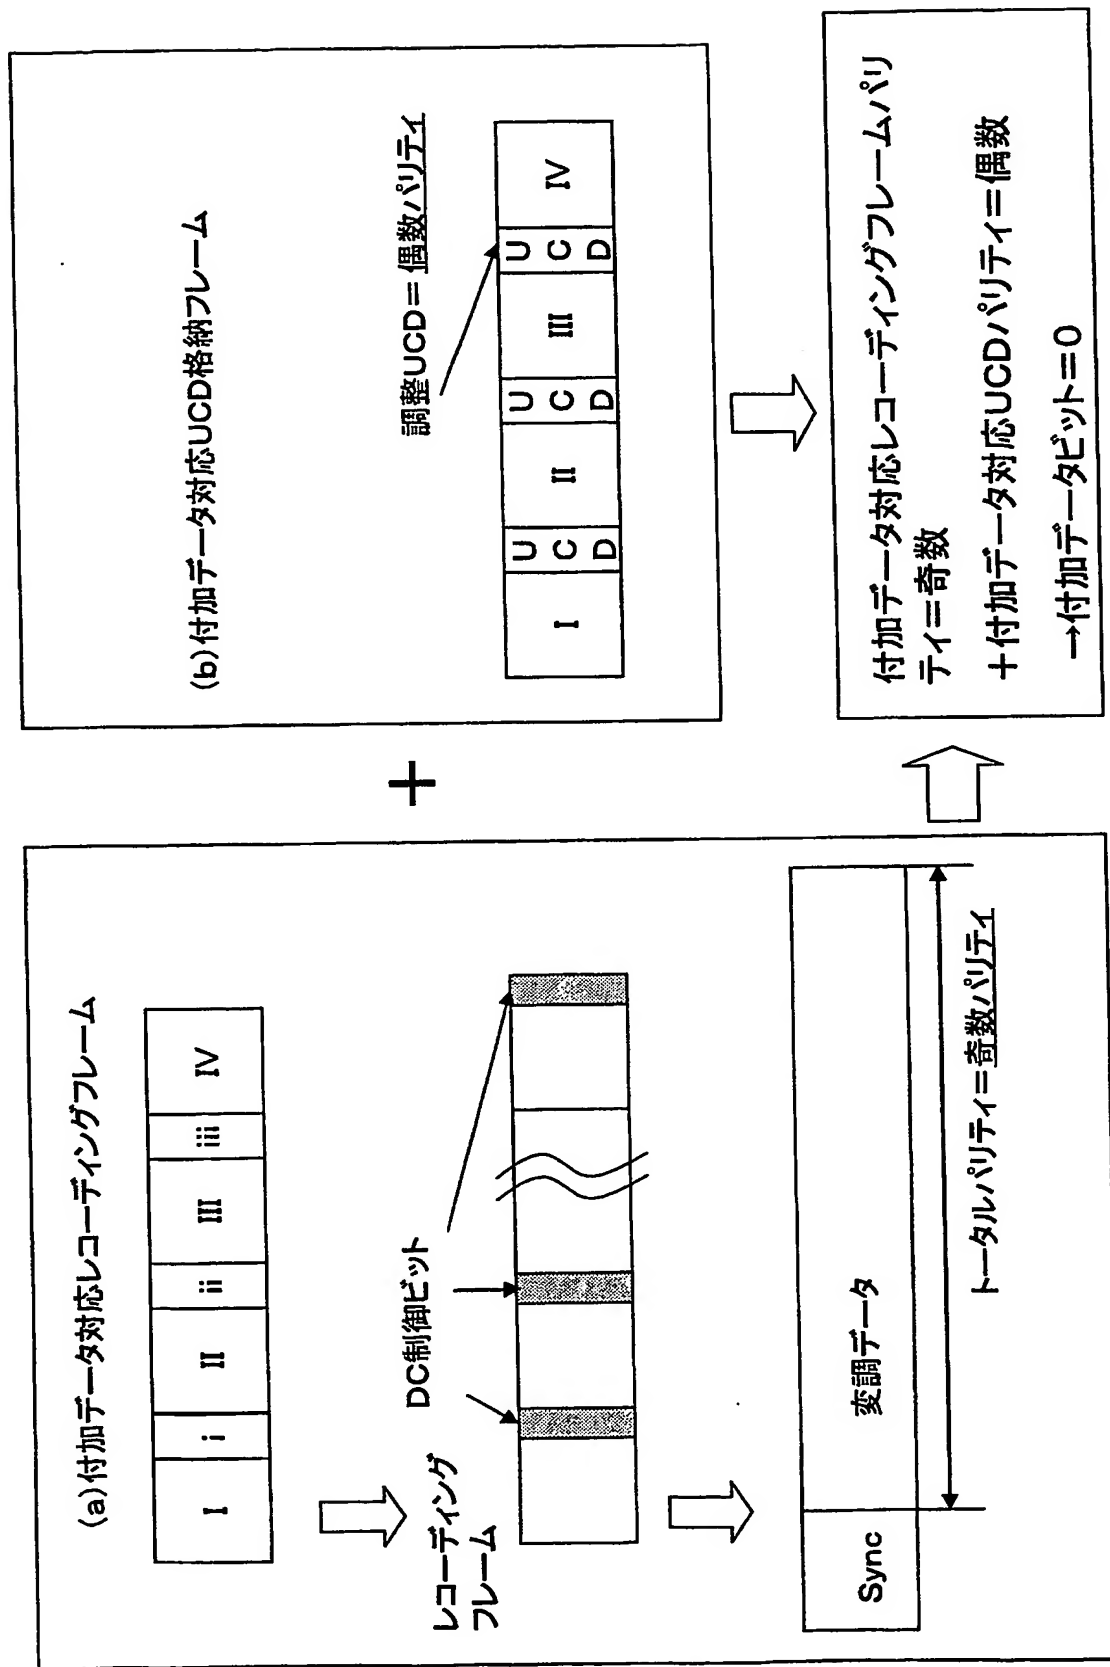 (a)付加データ対応レコーディングフレーム
I i II ii III iii IV
レコーディング
フレーム
DC制御ビット
Sync 変調データ
トータルパリティ=奇数パリティ
+
(b)付加データ対応UCD格納フレーム
調整UCD=偶数パリティ
I UCD II UCD III UCD IV
付加データ対応レコーディングフレームパリ
ティ=奇数
+付加データ対応UCDパリティ=偶数
→付加データビット=0